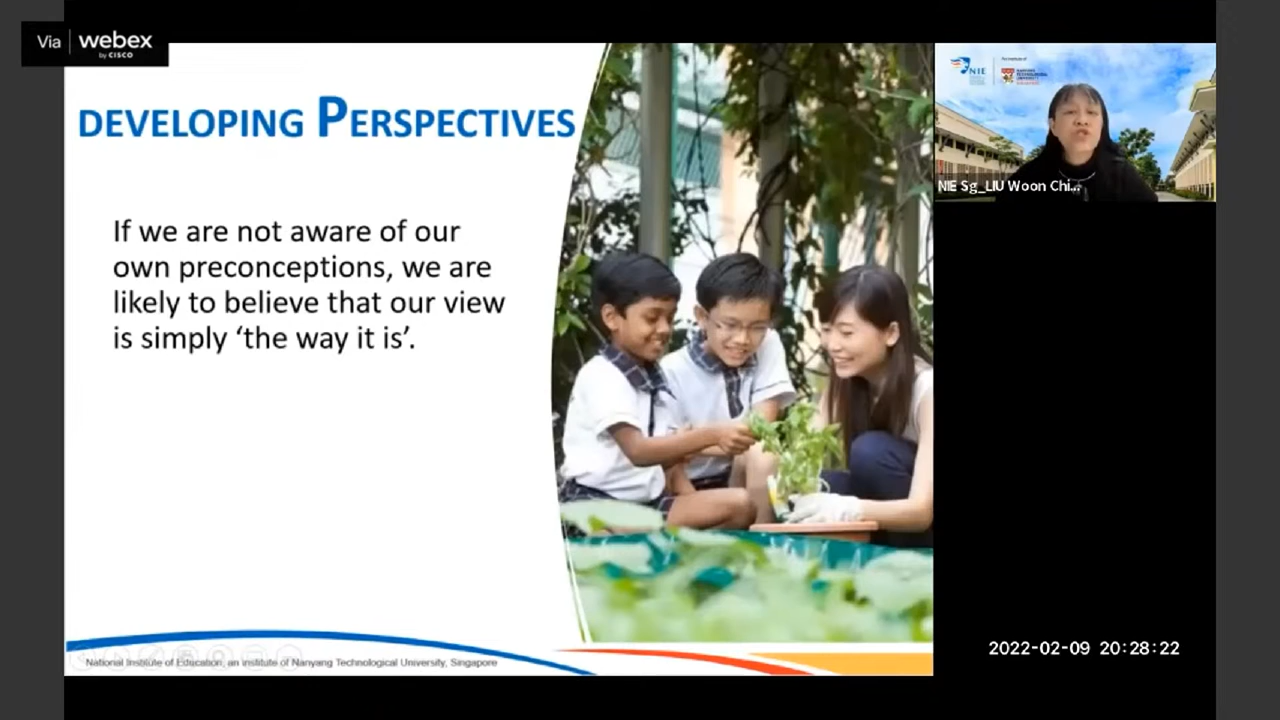 Via webex
by CISCO
DEVELOPING PERSPECTIVES
If we are not aware of our
own preconceptions, we are
likely to believe that our view
is simply ‘the way it is’.
National Institute of Education, an institute of Nanyang Technological University, Singapore
NIE
NIE Sg_LIU Woon Chi...
2022-02-09 20:28:22